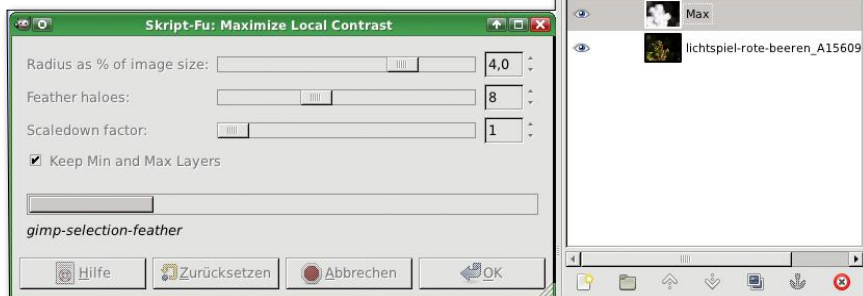 Skript-Fu: Maximize Local Contrast
Radius as % of image size:
4,0
Feather haloes:
8
Scaledown factor:
1
Keep Min and Max Layers
gimp-selection-feather
Hilfe
Zurücksetzen
Abbrechen
OK
Max
lichtspiel-rote-beeren_A15609